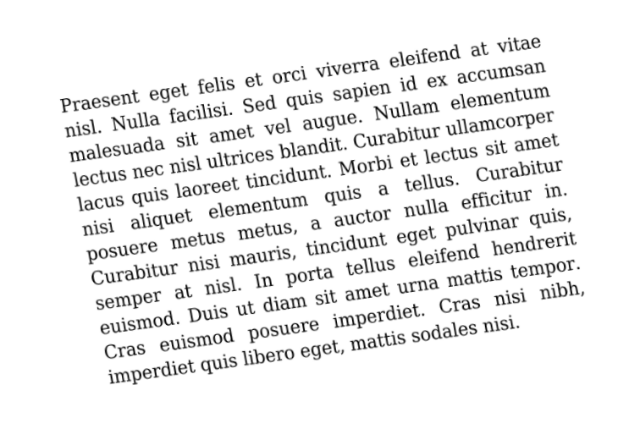 Praesent eget felis et orci viverra eleifend at vitae
nisl. Nulla facilisi. Sed quis sapien id ex accumsan
malesuada sit amet vel augue. Nullam elementum
lectus nec nisl ultrices blandit. Curabitur ullamcorper
lacus quis laoreet tincidunt. Morbi et lectus sit amet
nisi aliquet elementum quis a tellus. Curabitur
posuere metus metus, a auctor nulla efficitur in.
Curabitur nisi mauris, tincidunt eget pulvinar quis,
semper at nisl. In porta tellus eleifend hendrerit
euismod. Duis ut diam sit amet urna mattis tempor.
Cras euismod posuere imperdiet. Cras nisi nibh,
imperdiet quis libero eget, mattis sodales nisi.